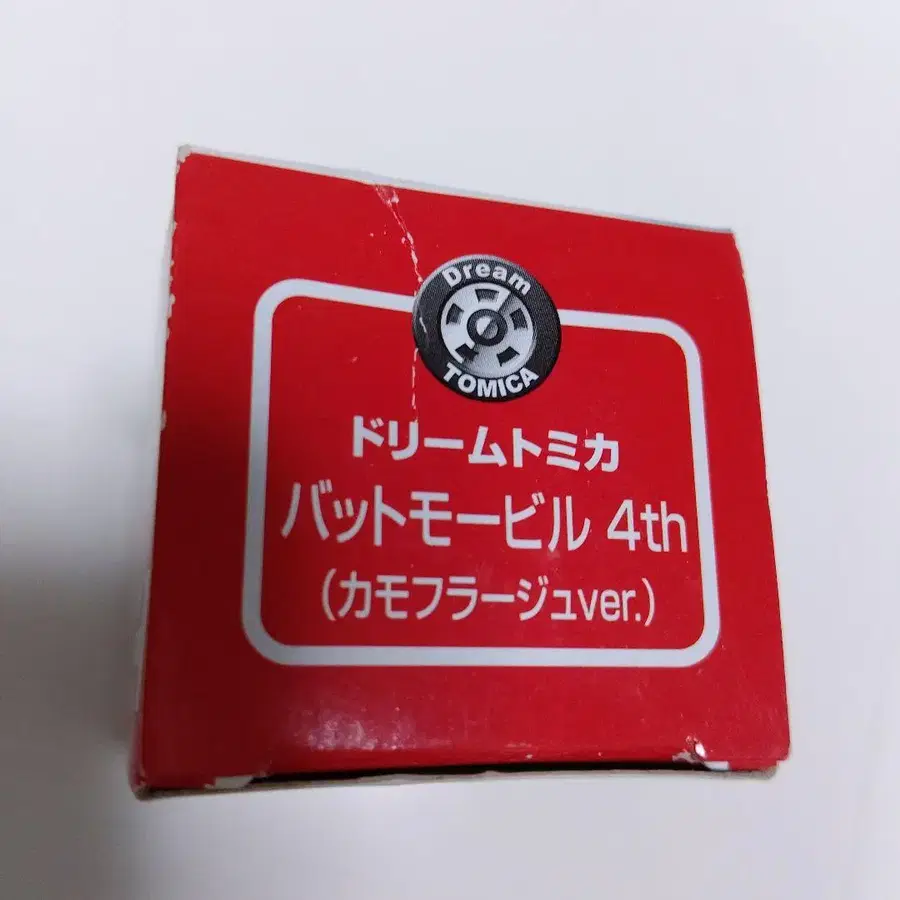 Dream
TOMICA
ドリームトミカ
バットモービル 4th
(カモフラージュver.)